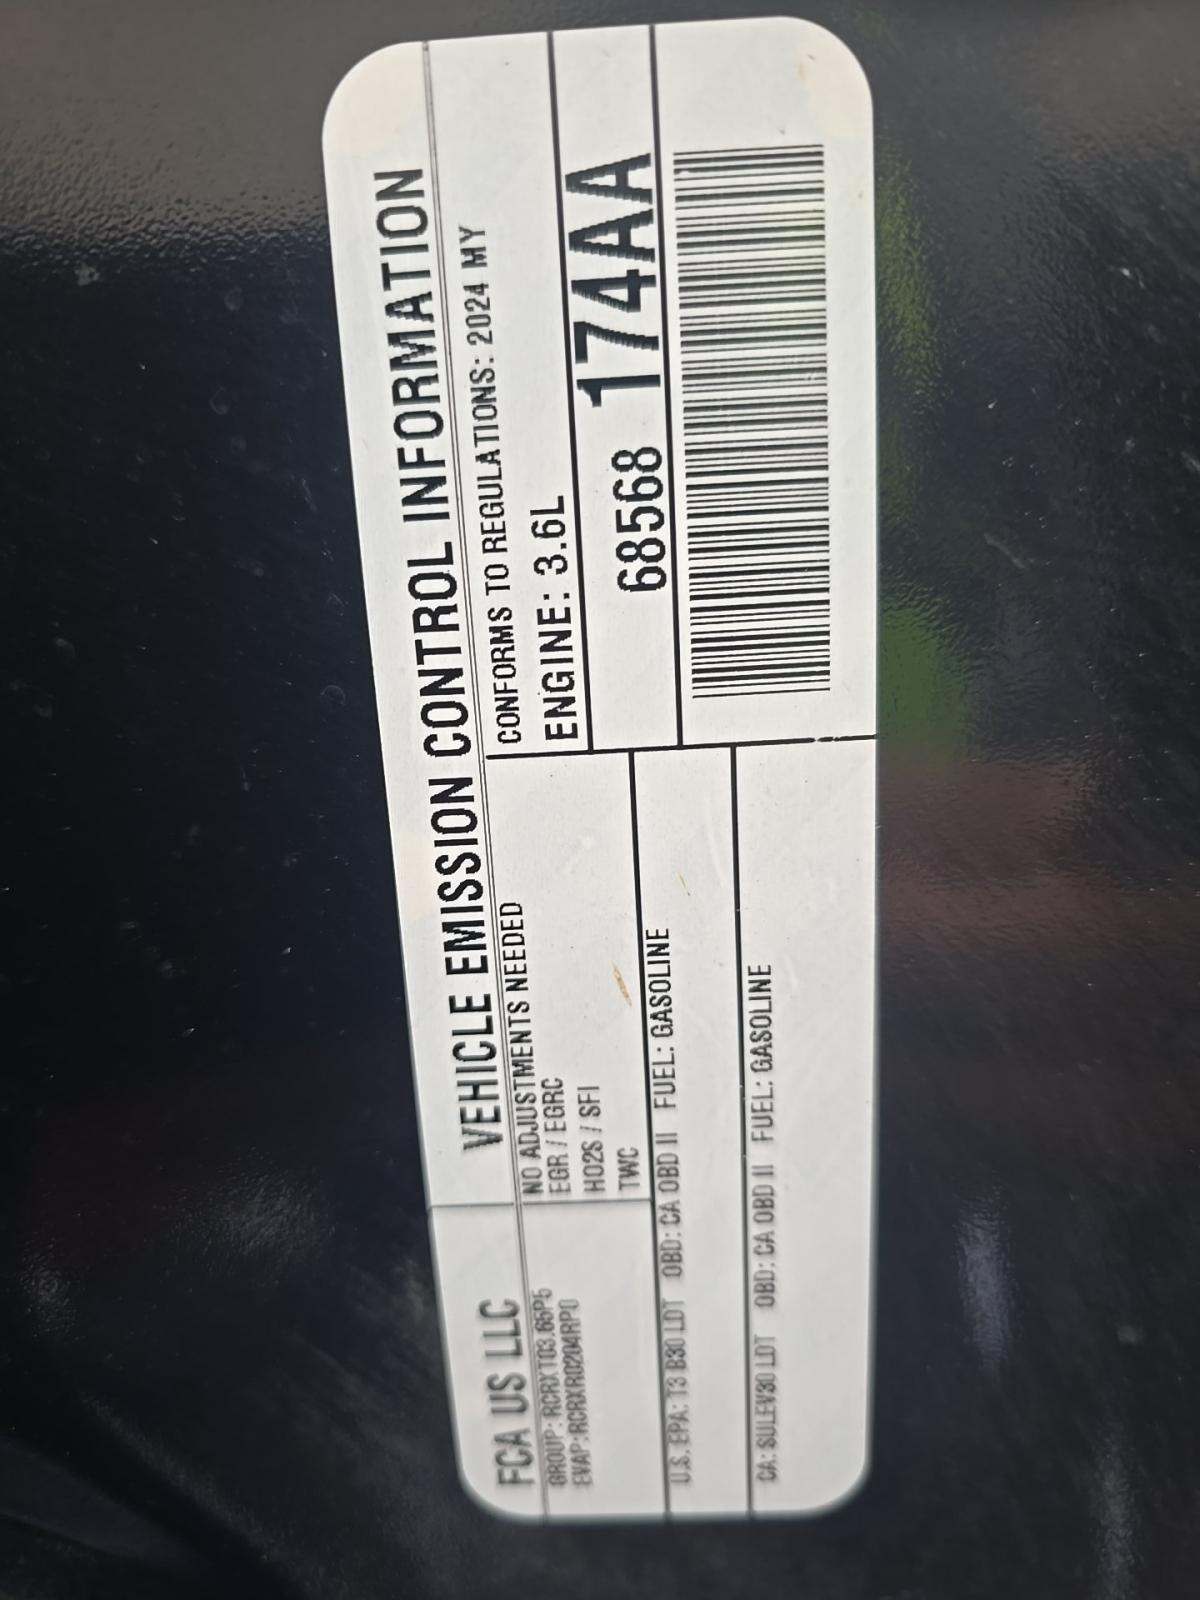 FCA US LLC
VEHICLE EMISSION CONTROL INFORMATION
GROUP: RCRXT03.65P5
EVAP: RCRXR0204RP0
NO ADJUSTMENTS NEEDED
EGR / EGRC
HO2S / SFI
TWC
CONFORMS TO REGULATIONS: 2024 MY
ENGINE: 3.6L
68568 174AA
U.S. EPA: T3 B30 LDT OBD: CA OBD II FUEL: GASOLINE
CA: SULEV30 LDT OBD: CA OBD II FUEL: GASOLINE